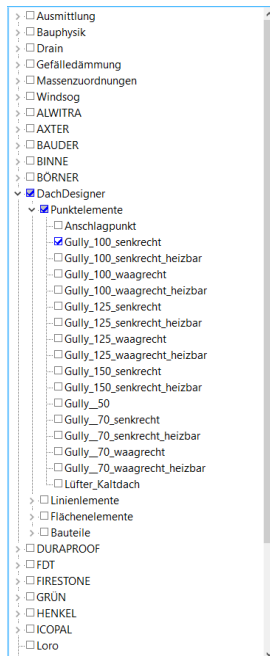 Ausmittlung
Bauphysik
Drain
Gefälledämmung
Massenzuordnungen
Windsog
ALWITRA
AXTER
BAUDER
BINNE
BÖRNER
DachDesigner
Punktelemente
Anschlagpunkt
Gully_100_senkrecht
Gully_100_senkrecht_heizbar
Gully_100_waagrecht
Gully_100_waagrecht_heizbar
Gully_125_senkrecht
Gully_125_senkrecht_heizbar
Gully_125_waagrecht
Gully_125_waagrecht_heizbar
Gully_150_senkrecht
Gully_150_senkrecht_heizbar
Gully__50
Gully__70_senkrecht
Gully__70_senkrecht_heizbar
Gully__70_waagrecht
Gully__70_waagrecht_heizbar
Lüfter_Kaltdach
Linienlemente
Flächenelemente
Bauteile
DURAPROOF
FDT
FIRESTONE
GRÜN
HENKEL
ICOPAL
Loro